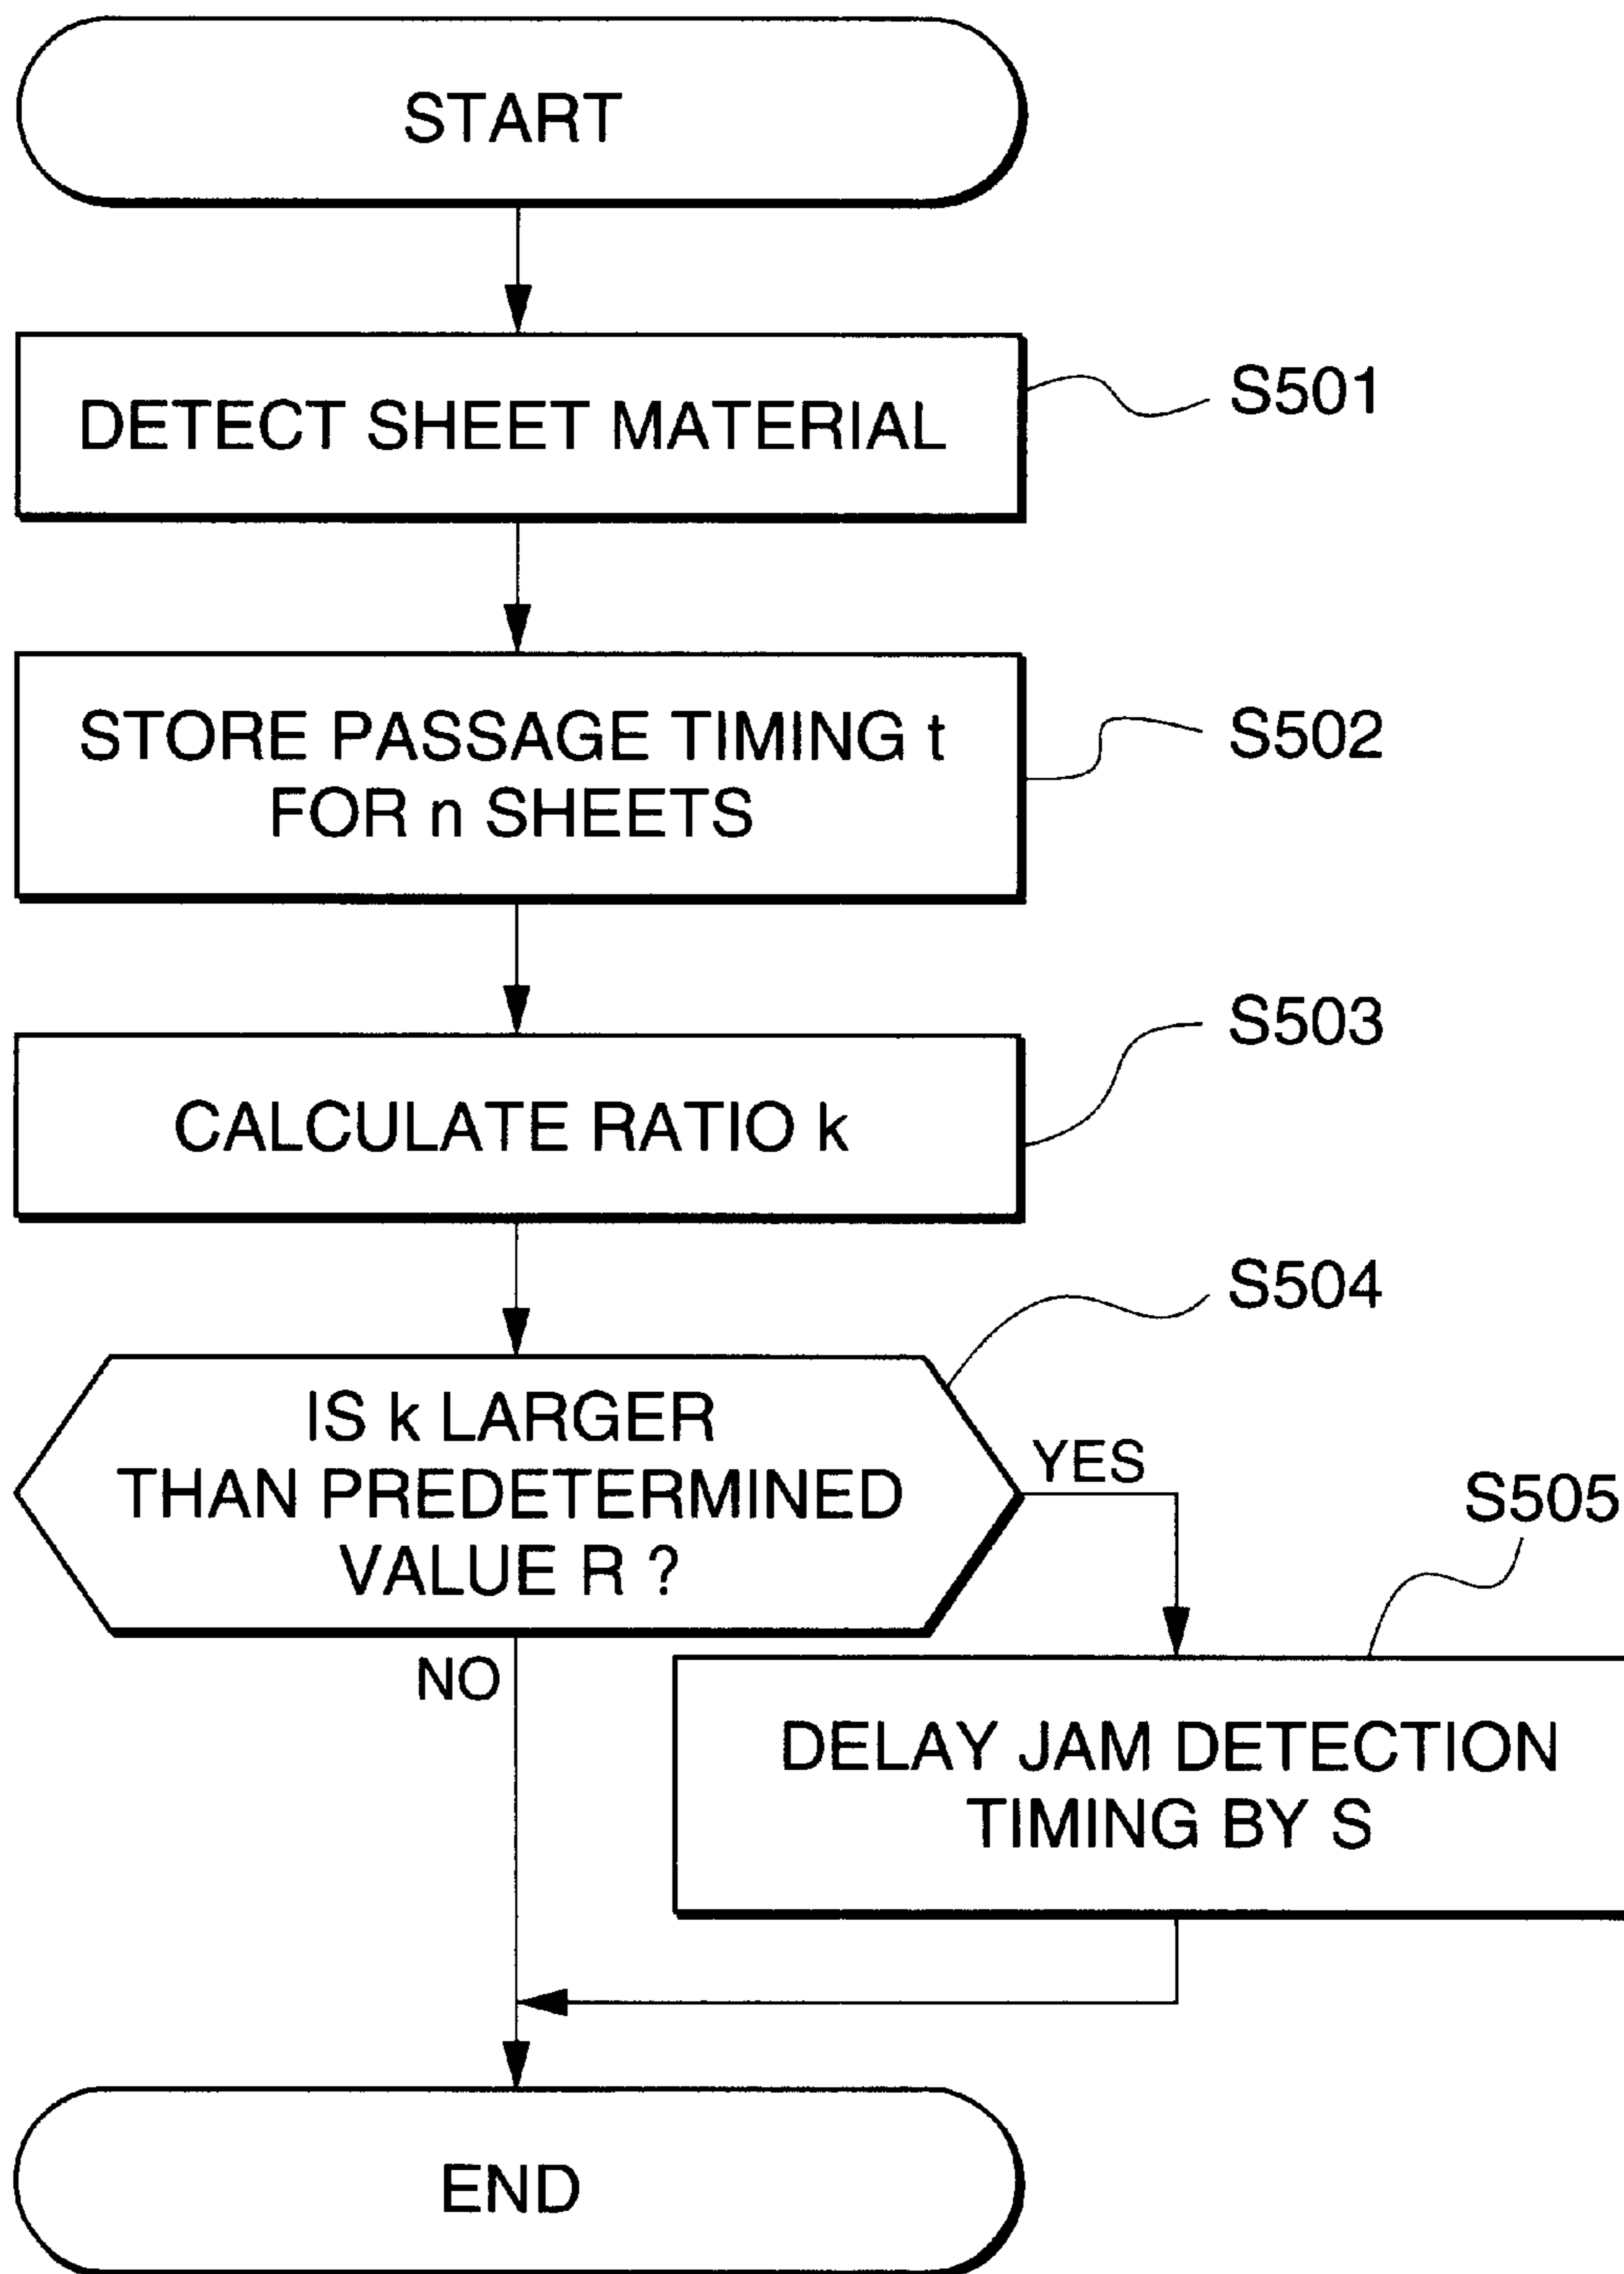 START
DETECT SHEET MATERIAL
S501
STORE PASSAGE TIMING t
FOR n SHEETS
S502
CALCULATE RATIO k
S503
IS k LARGER
THAN PREDETERMINED
VALUE R ?
S504
YES
NO
S505
DELAY JAM DETECTION
TIMING BY S
END